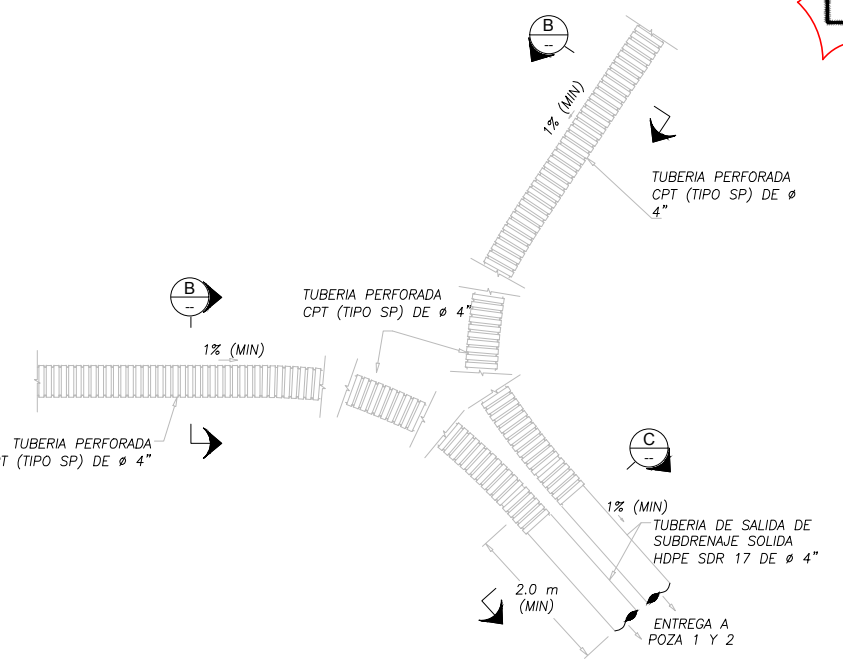 B
--
1% (MIN)
TUBERIA PERFORADA
CPT (TIPO SP) DE ø
4"
B
--
TUBERIA PERFORADA
CPT (TIPO SP) DE ø 4"
1% (MIN)
TUBERIA PERFORADA
PT (TIPO SP) DE ø 4"
C
--
1% (MIN)
TUBERIA DE SALIDA DE
SUBDRENAJE SOLIDA
HDPE SDR 17 DE ø 4"
2.0 m
(MIN)
ENTREGA A
POZA 1 Y 2